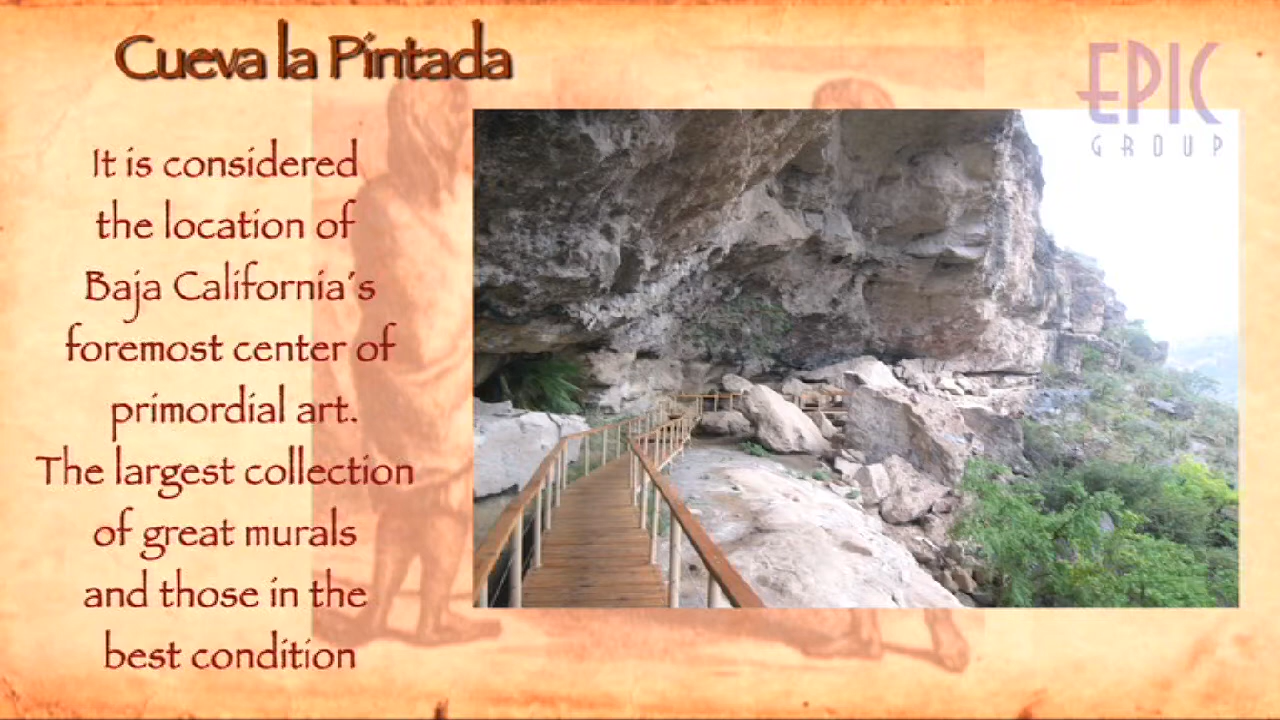 Cueva la Pintada
EPIC
GROUP
It is considered
the location of
Baja California´s
foremost center of
primordial art.
The largest collection
of great murals
and those in the
best condition